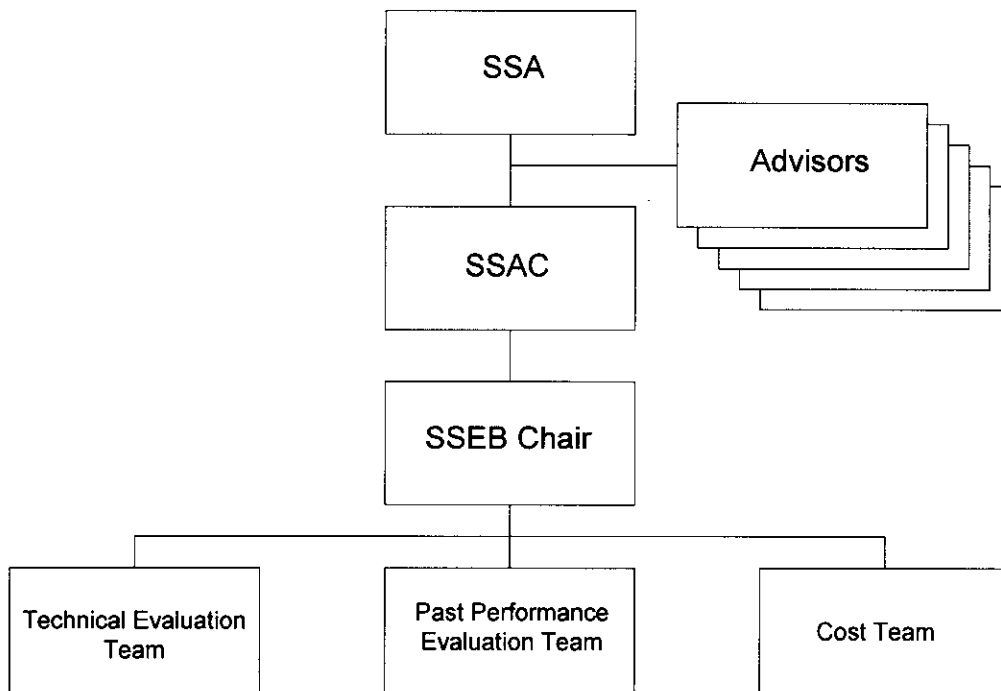 SSA
Advisors
SSAC
SSEB Chair
Technical Evaluation
Team
Past Performance
Evaluation Team
Cost Team